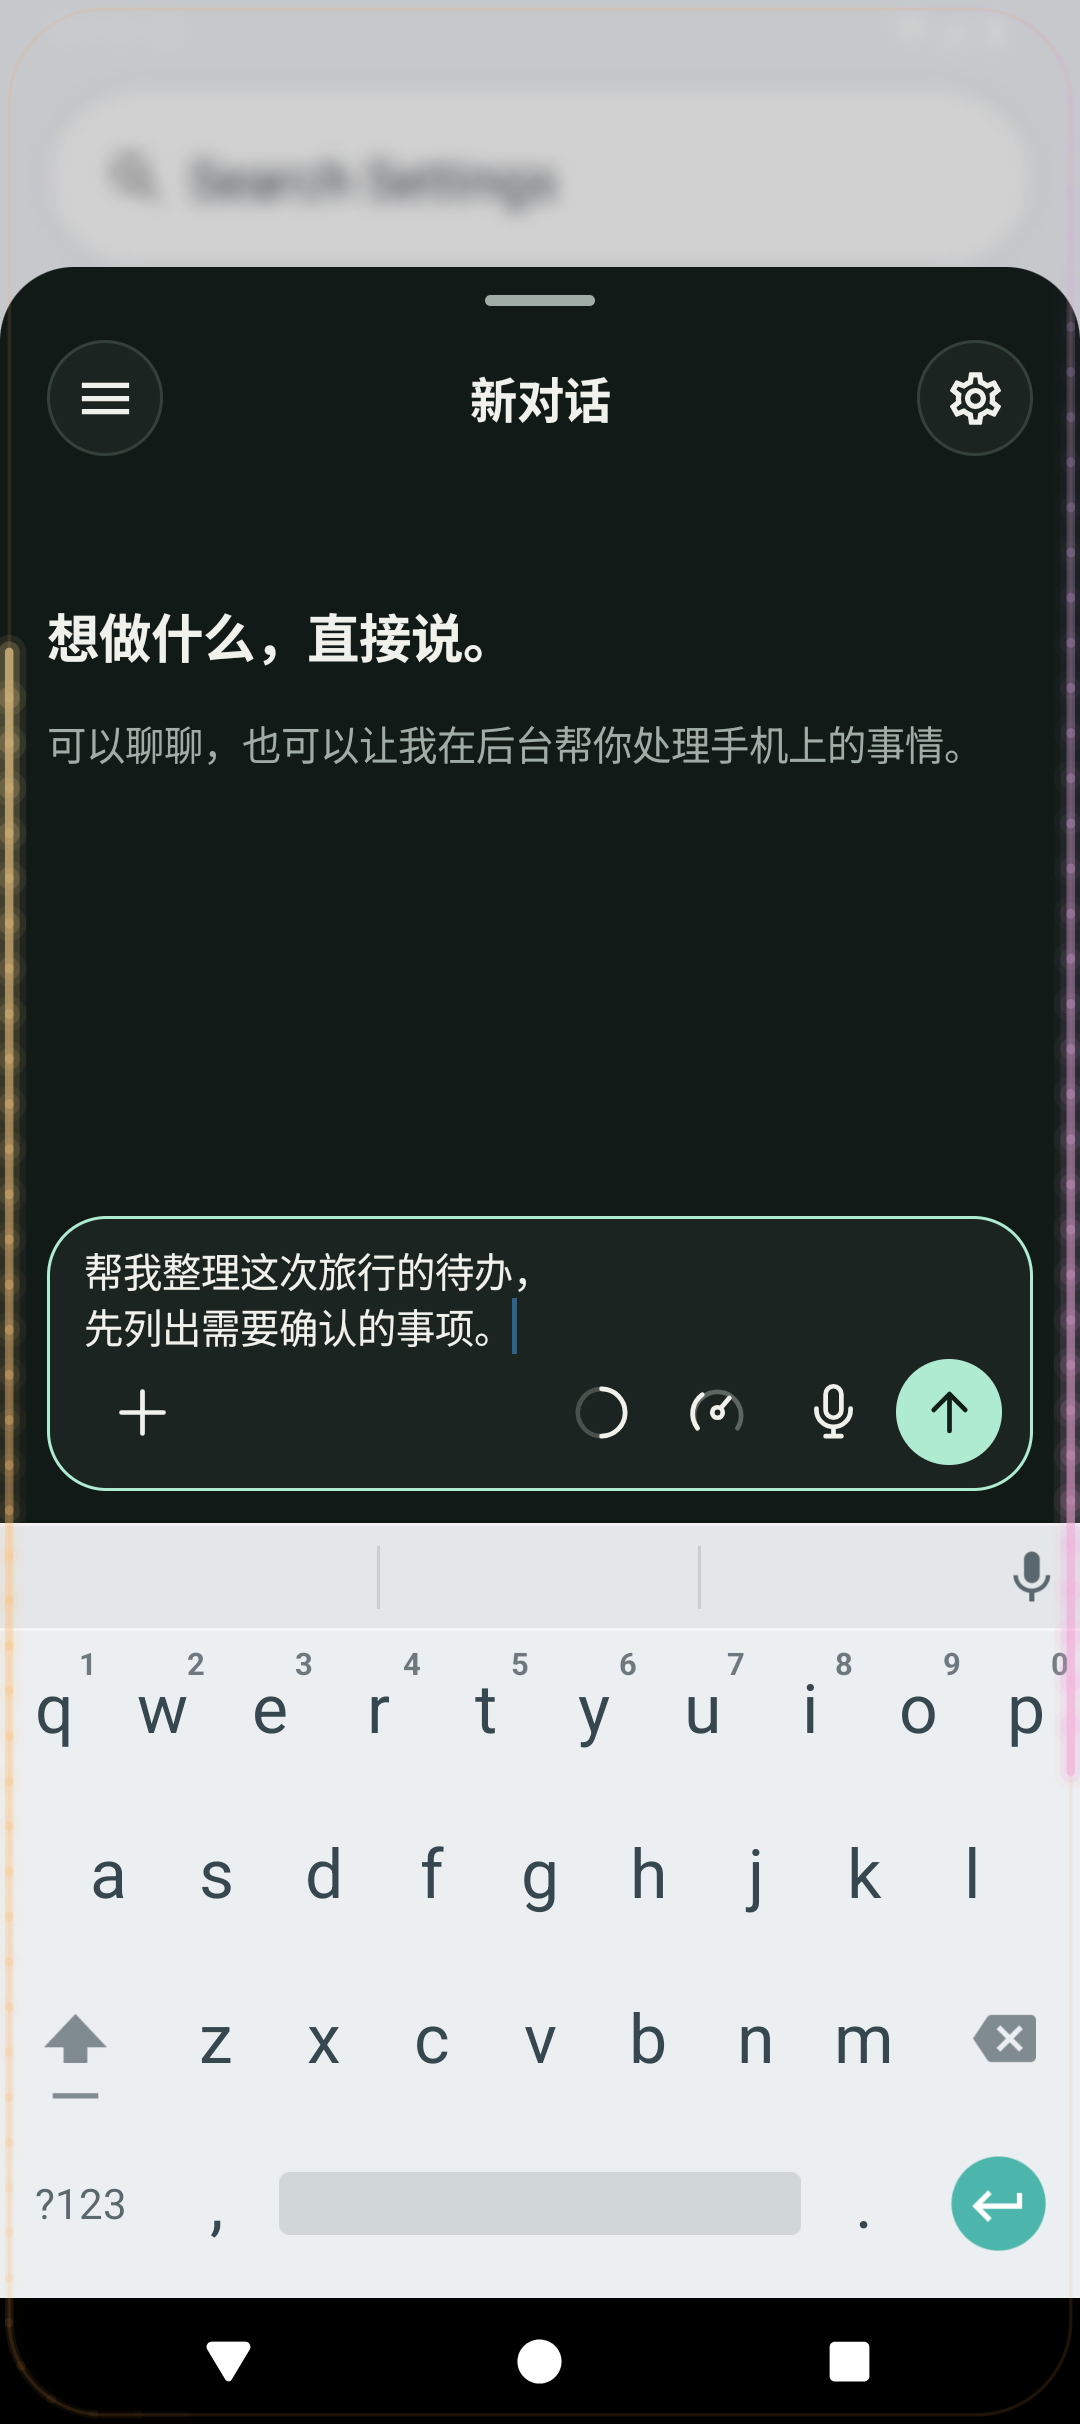 Search Settings
新对话
想做什么，直接说。
可以聊聊，也可以让我在后台帮你处理手机上的事情。
帮我整理这次旅行的待办，
先列出需要确认的事项。
1 2 3 4 5 6 7 8 9 0
q w e r t y u i o p
a s d f g h j k l
z x c v b n m
?123 , .